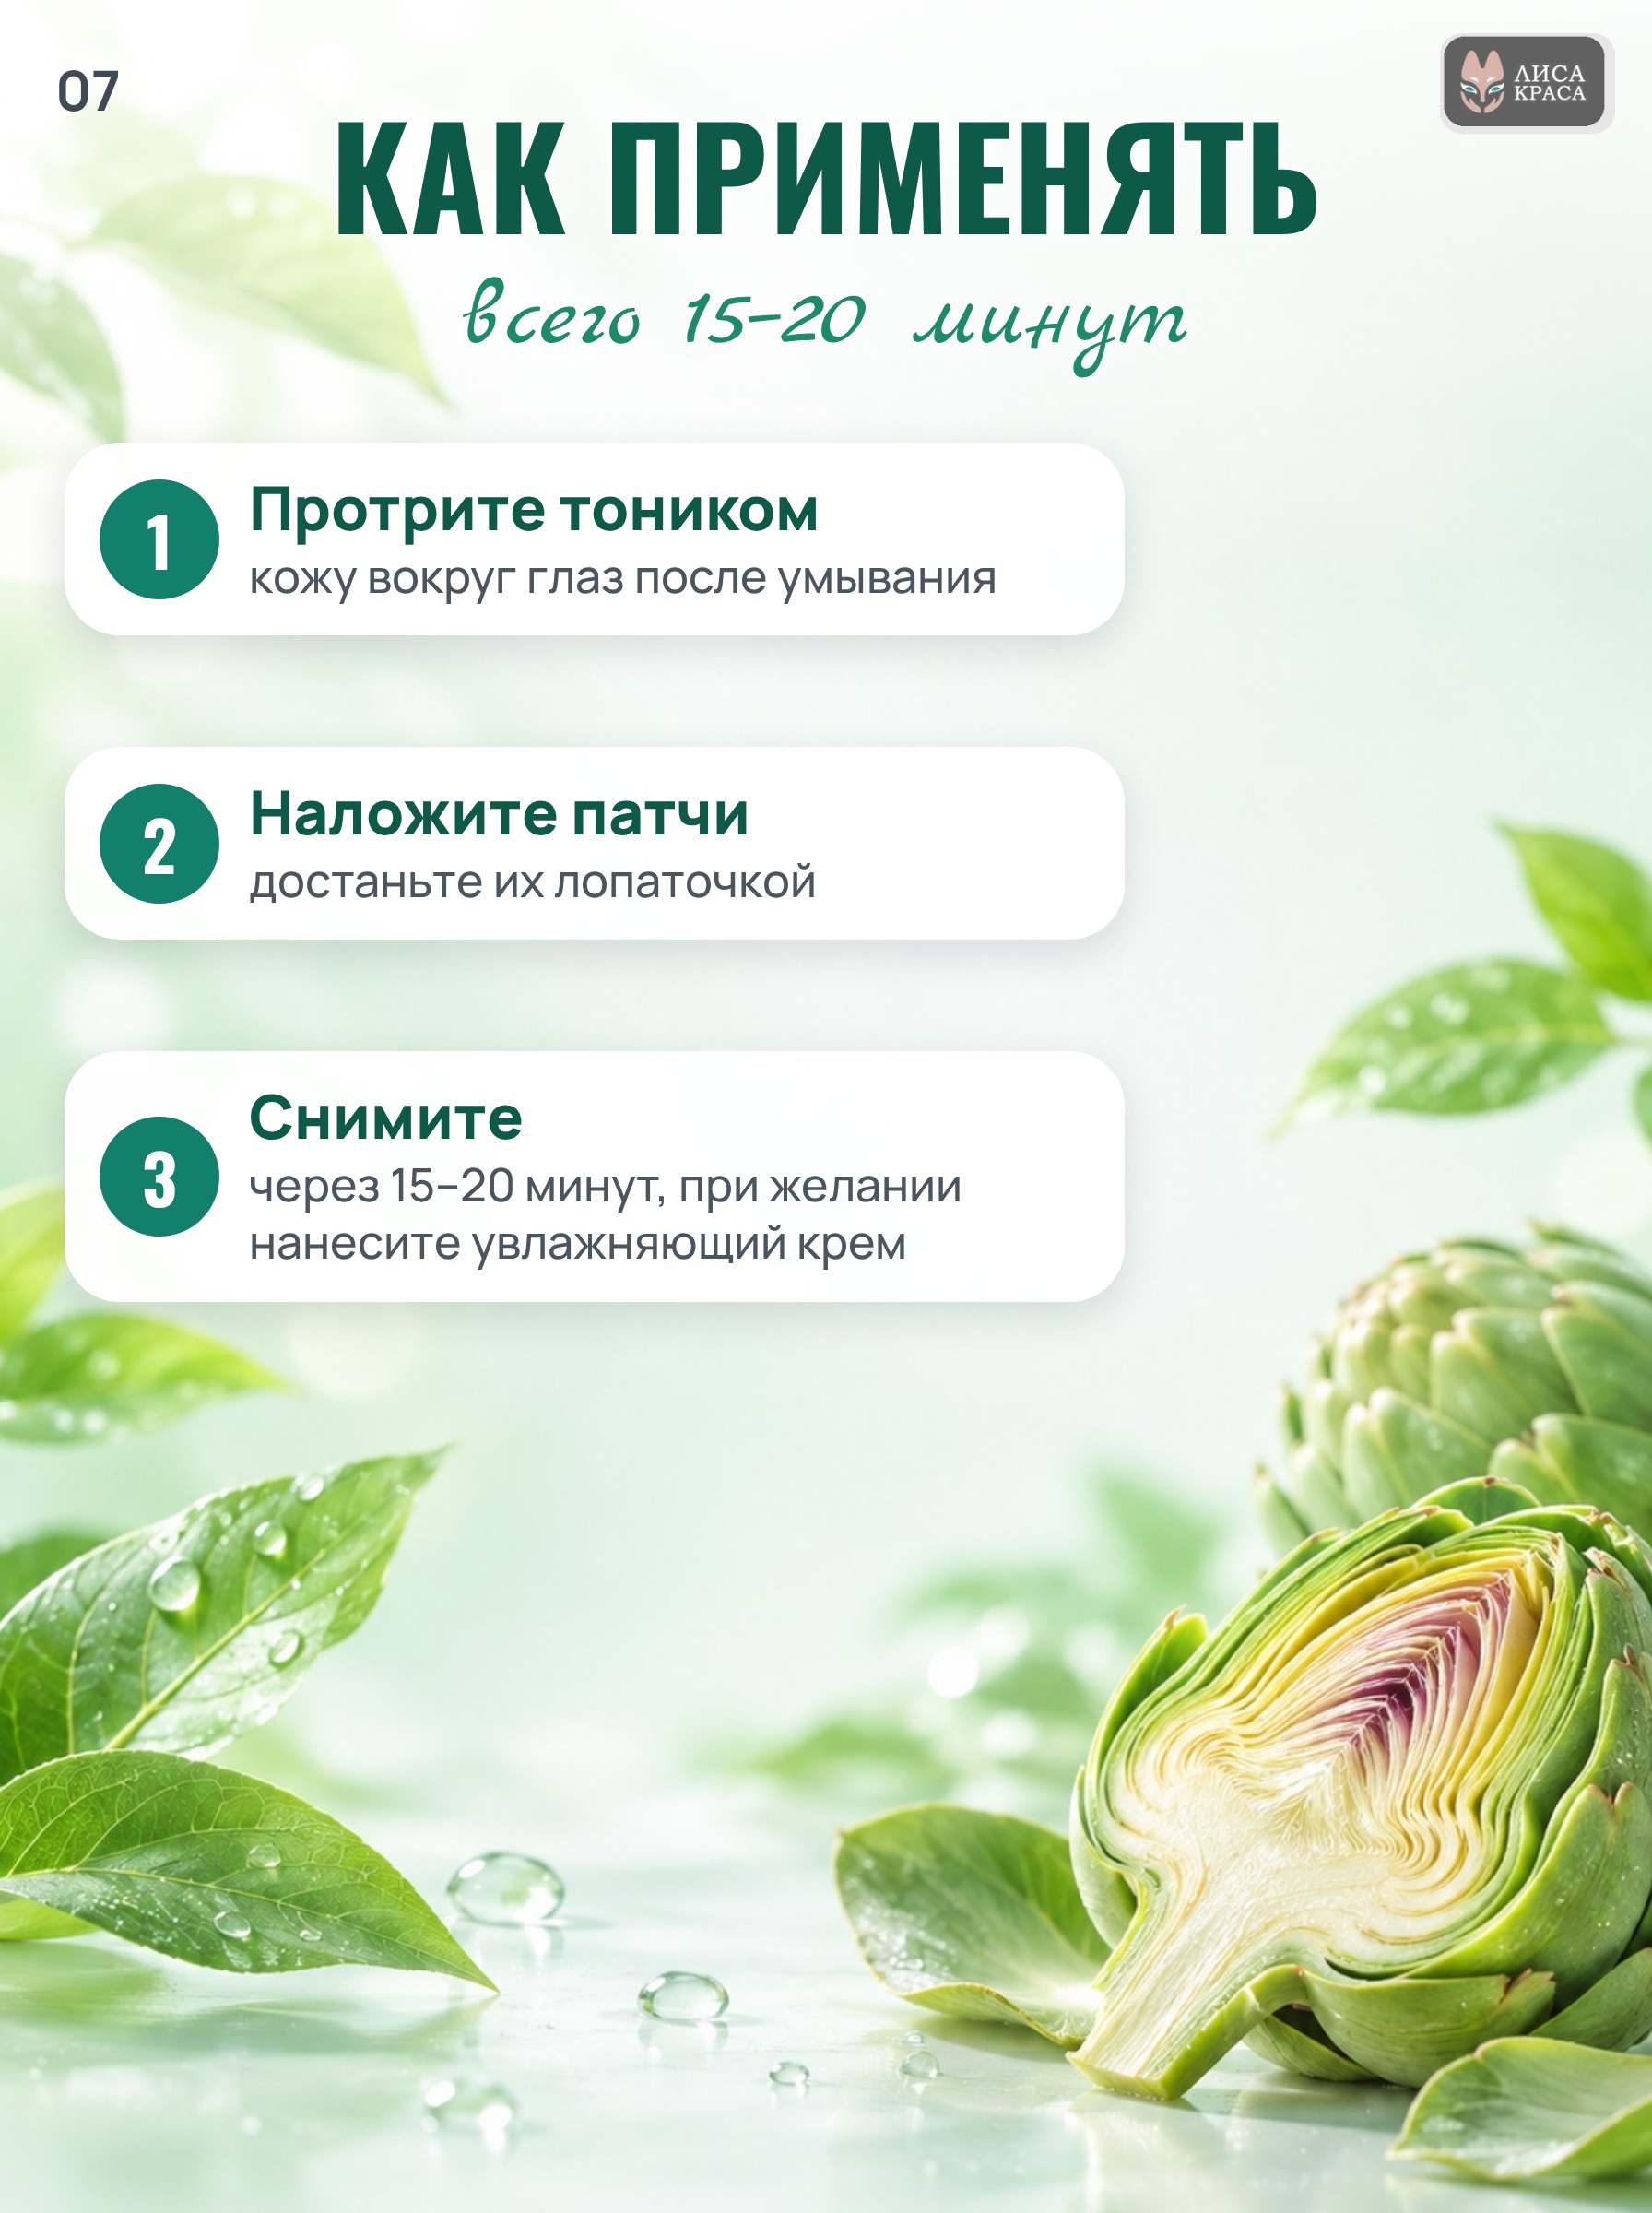 07
ЛИСА
КРАСА
КАК ПРИМЕНЯТЬ
всего 15–20 минут
1
Протрите тоником
кожу вокруг глаз после умывания
2
Наложите патчи
достаньте их лопаточкой
3
Снимите
через 15–20 минут, при желании
нанесите увлажняющий крем